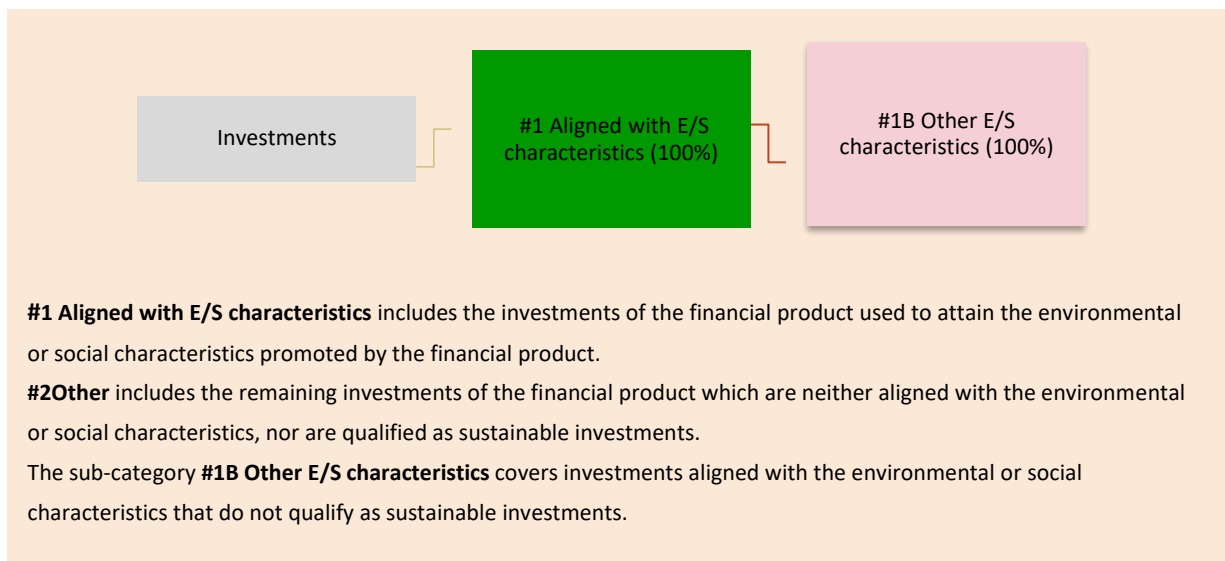 Investments
#1 Aligned with E/S
characteristics (100%)
#1B Other E/S
characteristics (100%)
#1 Aligned with E/S characteristics includes the investments of the financial product used to attain the environmental
or social characteristics promoted by the financial product.
#2Other includes the remaining investments of the financial product which are neither aligned with the environmental
or social characteristics, nor are qualified as sustainable investments.
The sub-category #1B Other E/S characteristics covers investments aligned with the environmental or social
characteristics that do not qualify as sustainable investments.